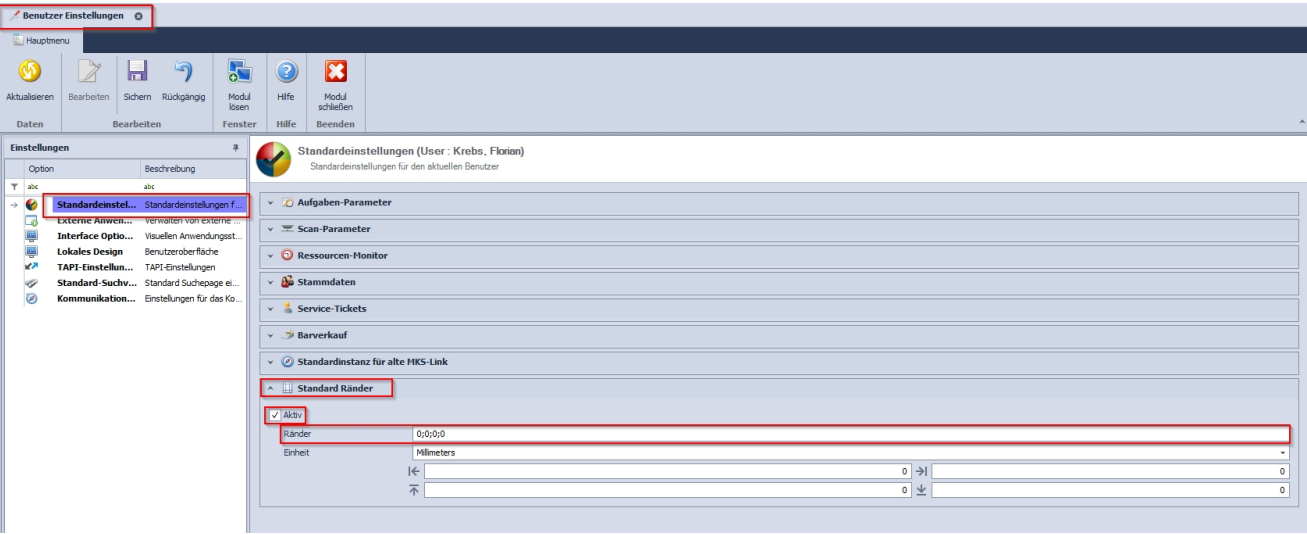 Benutzer Einstellungen
Hauptmenu
Aktualisieren Bearbeiten Sichern Rückgängig Modul lösen Hilfe Modul schließen
Daten Bearbeiten Fenster Hilfe Beenden
Einstellungen
Option Beschreibung
abc abc
Standardeinstel... Standardeinstellungen f...
Externe Anwen... Verwalten von externe ...
Interface Optio... Visuellen Anwendungsst...
Lokales Design Benutzeroberfläche
TAPI-Einstellun... TAPI-Einstellungen
Standard-Suchv... Standard Suchepage ei...
Kommunikation... Einstellungen für das Ko...
Standardeinstellungen (User : Krebs, Florian)
Standardeinstellungen für den aktuellen Benutzer
Aufgaben-Parameter
Scan-Parameter
Ressourcen-Monitor
Stammdaten
Service-Tickets
Barverkauf
Standardinstanz für alte MKS-Link
Standard Ränder
Aktiv
Ränder 0;0;0;0
Einheit Millimeters
0 0
0 0